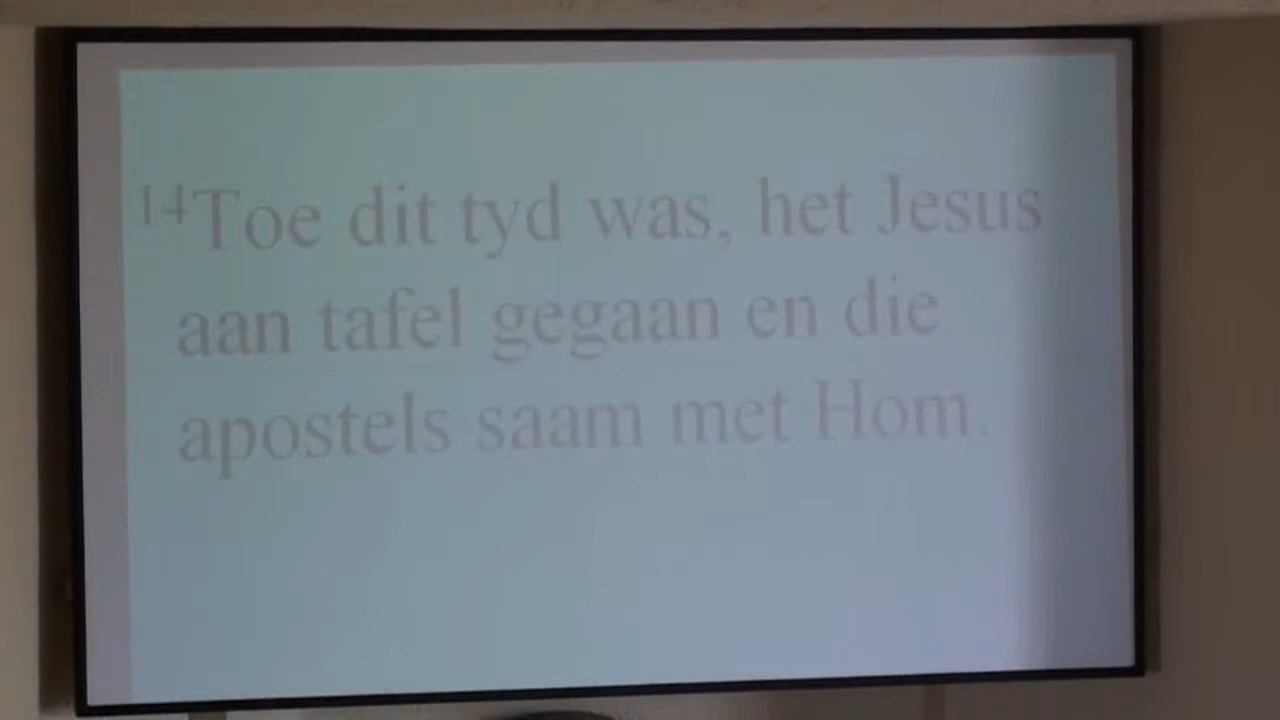 14Toe dit tyd was, het Jesus
aan tafel gegaan en die
apostels saam met Hom.